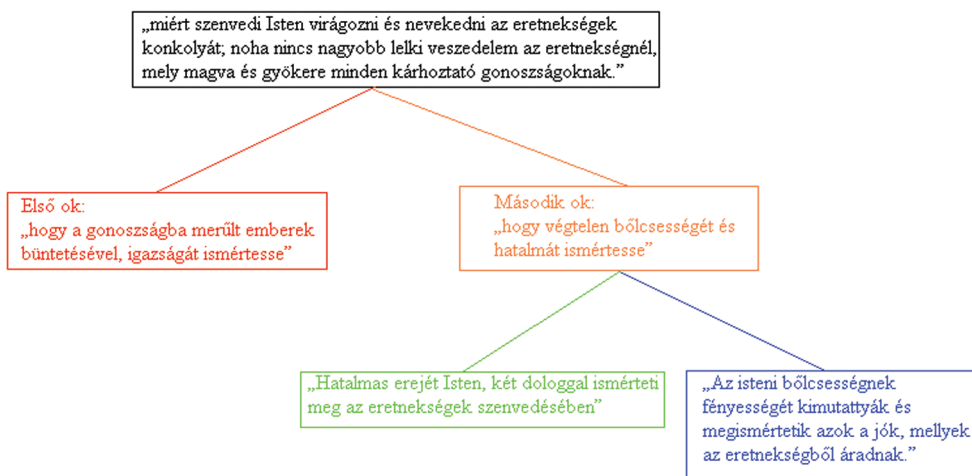 „miért szenvedi Isten virágozni és nevekedni az eretnekségek
konkolyát; noha nincs nagyobb lelki veszedelem az eretnekségnél,
mely magva és gyökere minden kárhoztató gonoszságoknak.”
Első ok:
„hogy a gonoszságba merűlt emberek
büntetésével, igazságát ismértesse”
Második ok:
„hogy végtelen bőlcsességét és
hatalmát ismértesse”
„Hatalmas erejét Isten, két dologgal ismérteti
meg az eretnekségek szenvedésében”
„Az isteni bőlcsességnek
fényességét kimutattyák és
megismértetik azok a jók, mellyek
az eretnekségből áradnak.”